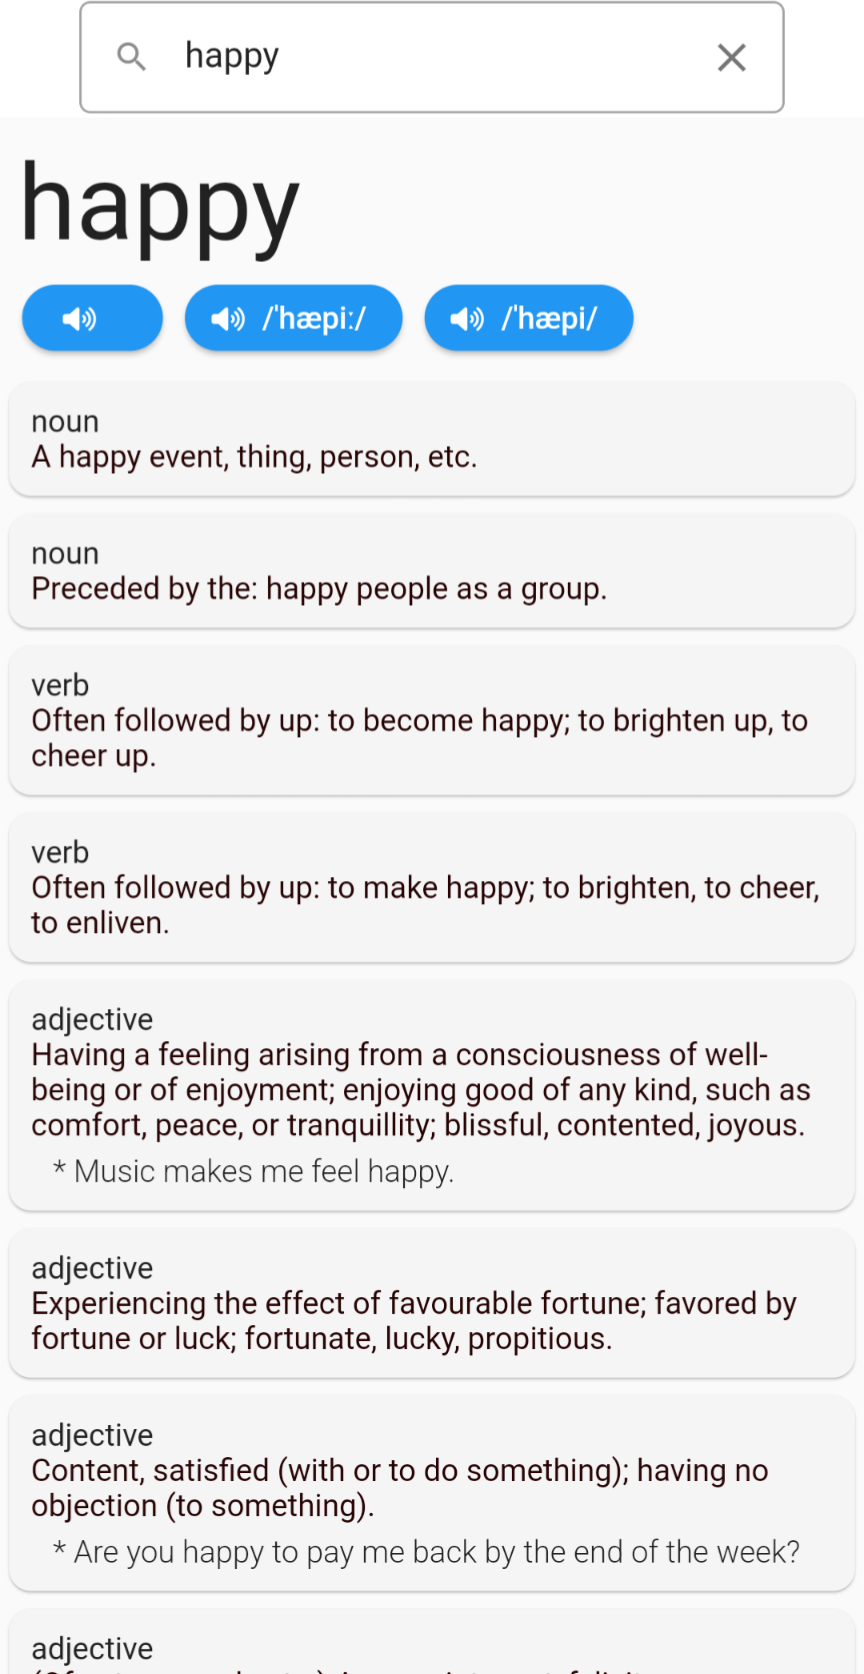 happy
happy
/ˈhæpiː/
/ˈhæpi/
noun
A happy event, thing, person, etc.
noun
Preceded by the: happy people as a group.
verb
Often followed by up: to become happy; to brighten up, to
cheer up.
verb
Often followed by up: to make happy; to brighten, to cheer,
to enliven.
adjective
Having a feeling arising from a consciousness of well-
being or of enjoyment; enjoying good of any kind, such as
comfort, peace, or tranquillity; blissful, contented, joyous.
* Music makes me feel happy.
adjective
Experiencing the effect of favourable fortune; favored by
fortune or luck; fortunate, lucky, propitious.
adjective
Content, satisfied (with or to do something); having no
objection (to something).
* Are you happy to pay me back by the end of the week?
adjective